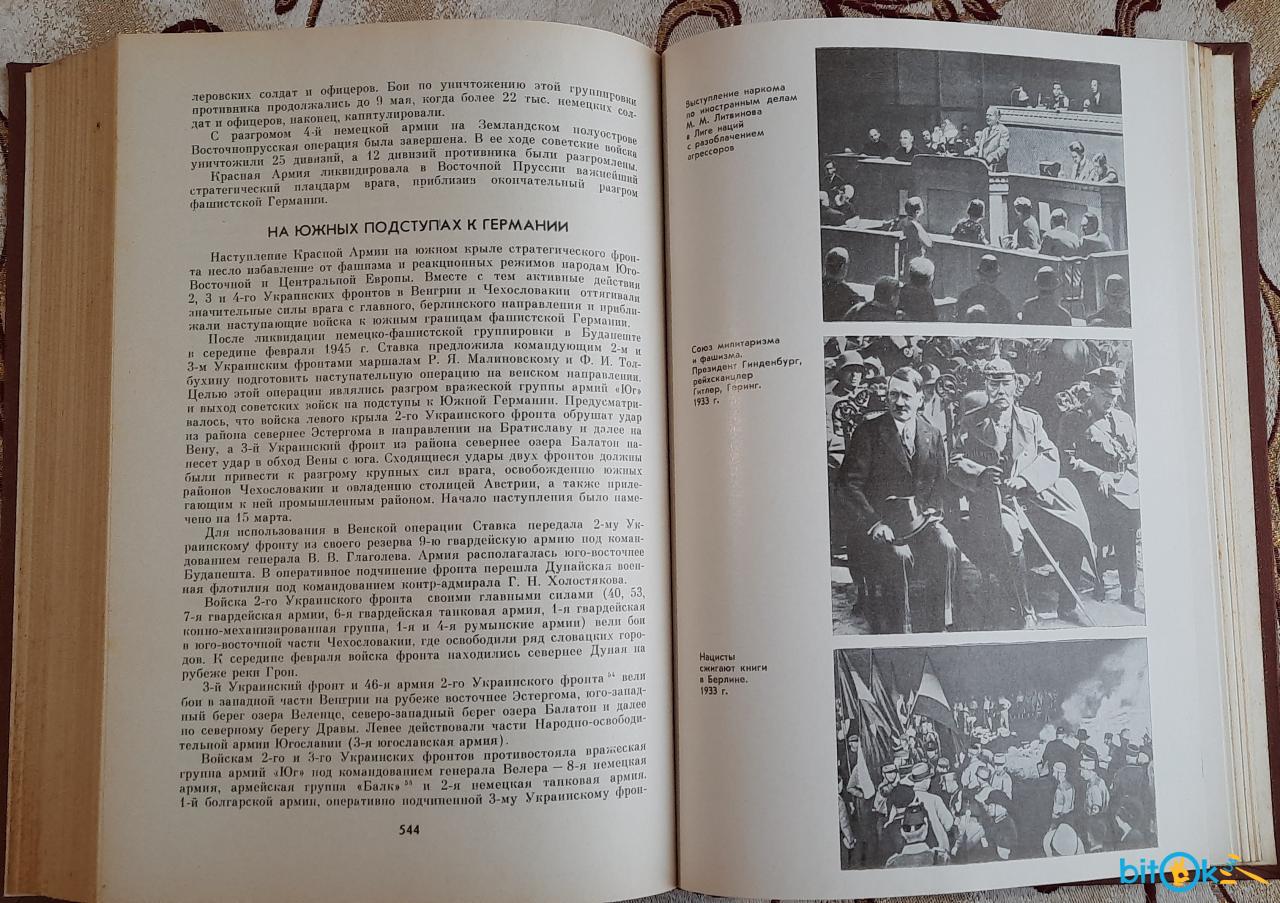 леровских солдат и офицеров. Бои по уничтожению этой группировки
противника продолжались до 9 мая, когда более 22 тыс. немецких сол-
дат и офицеров, наконец, капитулировали.
С разгромом 4-й немецкой армии на Земландском полуострове
Восточнопрусская операция была завершена. В ее ходе советские войска
уничтожили 25 дивизий, а 12 дивизий противника были разгромлены.
Красная Армия ликвидировала в Восточной Пруссии важнейший
стратегический плацдарм врага, приблизив окончательный разгром
фашистской Германии.
НА ЮЖНЫХ ПОДСТУПАХ К ГЕРМАНИИ
Наступление Красной Армии на южном крыле стратегического фрон-
та несло избавление от фашизма и реакционных режимов народам Юго-
Восточной и Центральной Европы. Вместе с тем активные действия
2, 3 и 4-го Украинских фронтов в Венгрии и Чехословакии оттягивали
значительные силы врага с главного, берлинского направления и прибли-
жали наступающие войска к южным границам фашистской Германии.
После ликвидации немецко-фашистской группировки в Будапеште
в середине февраля 1945 г. Ставка предложила командующим 2-м и
3-м Украинским фронтами маршалам Р. Я. Малиновскому и Ф. И. Тол-
бухину подготовить наступательную операцию на венском направлении.
Целью этой операции являлись разгром вражеской группы армий «Юг»
и выход советских войск на подступы к Южной Германии. Предусматри-
валось, что войска левого крыла 2-го Украинского фронта обрушат удар
из района севернее Эстергома в направлении на Братиславу и далее на
Вену, а 3-й Украинский фронт из района севернее озера Балатон на-
несет удар в обход Вены с юга. Сходящиеся удары двух фронтов должны
были привести к разгрому крупных сил врага, освобождению южных
районов Чехословакии и овладению столицей Австрии, а также приле-
гающим к ней промышленным районом. Начало наступления было наме-
чено на 15 марта.
Для использования в Венской операции Ставка передала 2-му Ук-
раинскому фронту из своего резерва 9-ю гвардейскую армию под коман-
дованием генерала В. В. Глаголева. Армия располагалась юго-восточнее
Будапешта. В оперативное подчинение фронта перешла Дунайская воен-
ная флотилия под командованием контр-адмирала Г. Н. Холостякова.
Войска 2-го Украинского фронта своими главными силами (40, 53,
7-я гвардейская армии, 6-я гвардейская танковая армия, 1-я гвардейская
конно-механизированная группа, 1-я и 4-я румынские армии) вели бои
в юго-восточной части Чехословакии, где освободили ряд словацких горо-
дов. К середине февраля войска фронта находились севернее Дуная на
рубеже реки Грон.
3-й Украинский фронт и 46-я армия 2-го Украинского фронта 54 вели
бои в западной части Венгрии на рубеже восточнее Эстергома, юго-запад-
ный берег озера Веленце, северо-западный берег озера Балатон и далее
по северному берегу Дравы. Левее действовали части Народно-освободи-
тельной армии Югославии (3-я югославская армия).
Войскам 2-го и 3-го Украинских фронтов противостояла вражеская
группа армий «Юг» под командованием генерала Велера — 8-я немецкая
армия, армейская группа «Балк» 55 и 2-я немецкая танковая армия.
1-й болгарской армии, оперативно подчиненной 3-му Украинскому фрон-
544
Выступление наркома
по иностранным делам
М. М. Литвинова
в Лиге наций
с разоблачением
агрессоров
Союз милитаризма
и фашизма.
Президент Гинденбург,
рейхсканцлер
Гитлер, Геринг.
1933 г.
Нацисты
сжигают книги
в Берлине.
1933 г.
bitOk